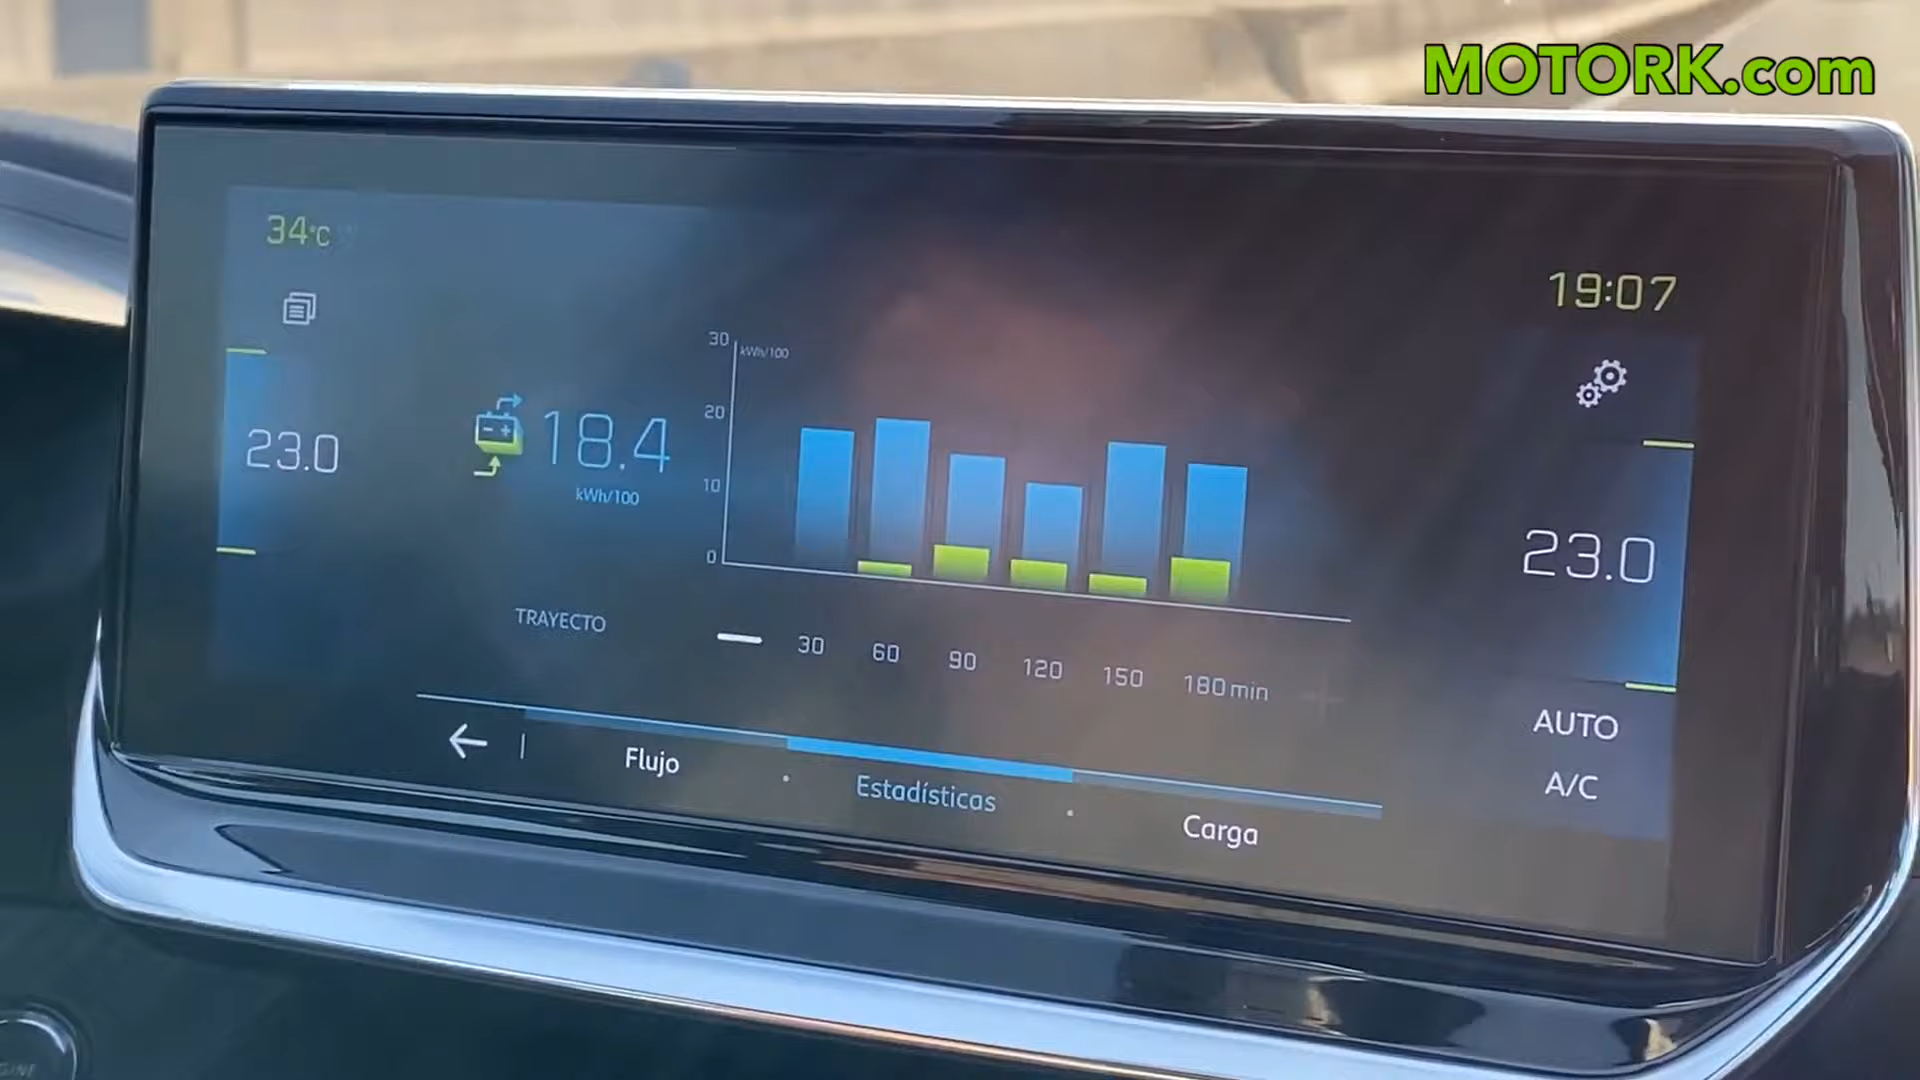 MOTORK.com
34°C
19:07
30
kWh/100
20
18.4
kWh/100
23.0
10
0
23.0
TRAYECTO
30
60
90
120
150
180 min
AUTO
A/C
Flujo
Estadísticas
Carga